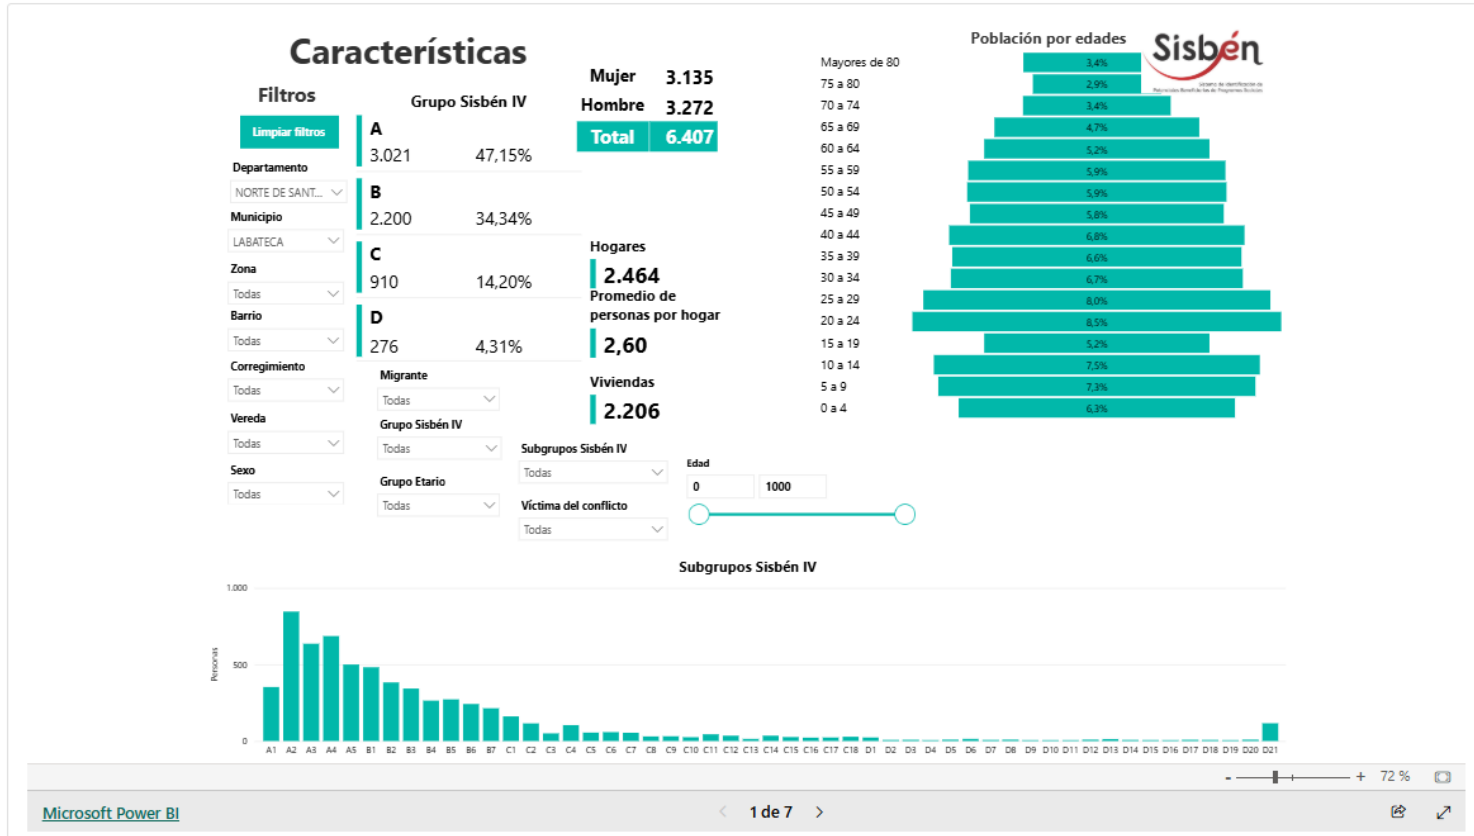 Características
Filtros
Limpiar filtros
Departamento
NORTE DE SANT...
Municipio
LABATECA
Zona
Todas
Barrio
Todas
Corregimiento
Todas
Vereda
Todas
Sexo
Todas
Grupo Sisbén IV
A
3.021 47,15%
B
2.200 34,34%
C
910 14,20%
D
276 4,31%
Migrante
Todas
Grupo Sisbén IV
Todas
Grupo Etario
Todas
Mujer 3.135
Hombre 3.272
Total 6.407
Hogares
2.464
Promedio de
personas por hogar
2,60
Viviendas
2.206
Subgrupos Sisbén IV
Todas
Víctima del conflicto
Todas
Edad
0 1000
Población por edades
Sisbén
Sistema de Identificación de
Potenciales Beneficiarios de Programas Sociales
Mayores de 80 3,4%
75 a 80 2,9%
70 a 74 3,4%
65 a 69 4,7%
60 a 64 5,2%
55 a 59 5,9%
50 a 54 5,9%
45 a 49 5,8%
40 a 44 6,8%
35 a 39 6,6%
30 a 34 6,7%
25 a 29 8,0%
20 a 24 8,5%
15 a 19 5,2%
10 a 14 7,5%
5 a 9 7,3%
0 a 4 6,3%
Subgrupos Sisbén IV
Personas
1.000
500
0
A1 A2 A3 A4 A5 B1 B2 B3 B4 B5 B6 B7 C1 C2 C3 C4 C5 C6 C7 C8 C9 C10 C11 C12 C13 C14 C15 C16 C17 C18 D1 D2 D3 D4 D5 D6 D7 D8 D9 D10 D11 D12 D13 D14 D15 D16 D17 D18 D19 D20 D21
- + 72 %
Microsoft Power BI
1 de 7